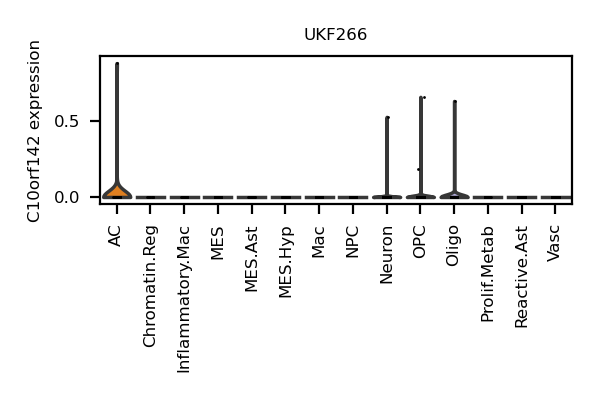 UKF266
C10orf142 expression
0.5
0.0
AC
Chromatin.Reg
Inflammatory.Mac
MES
MES.Ast
MES.Hyp
Mac
NPC
Neuron
OPC
Oligo
Prolif.Metab
Reactive.Ast
Vasc